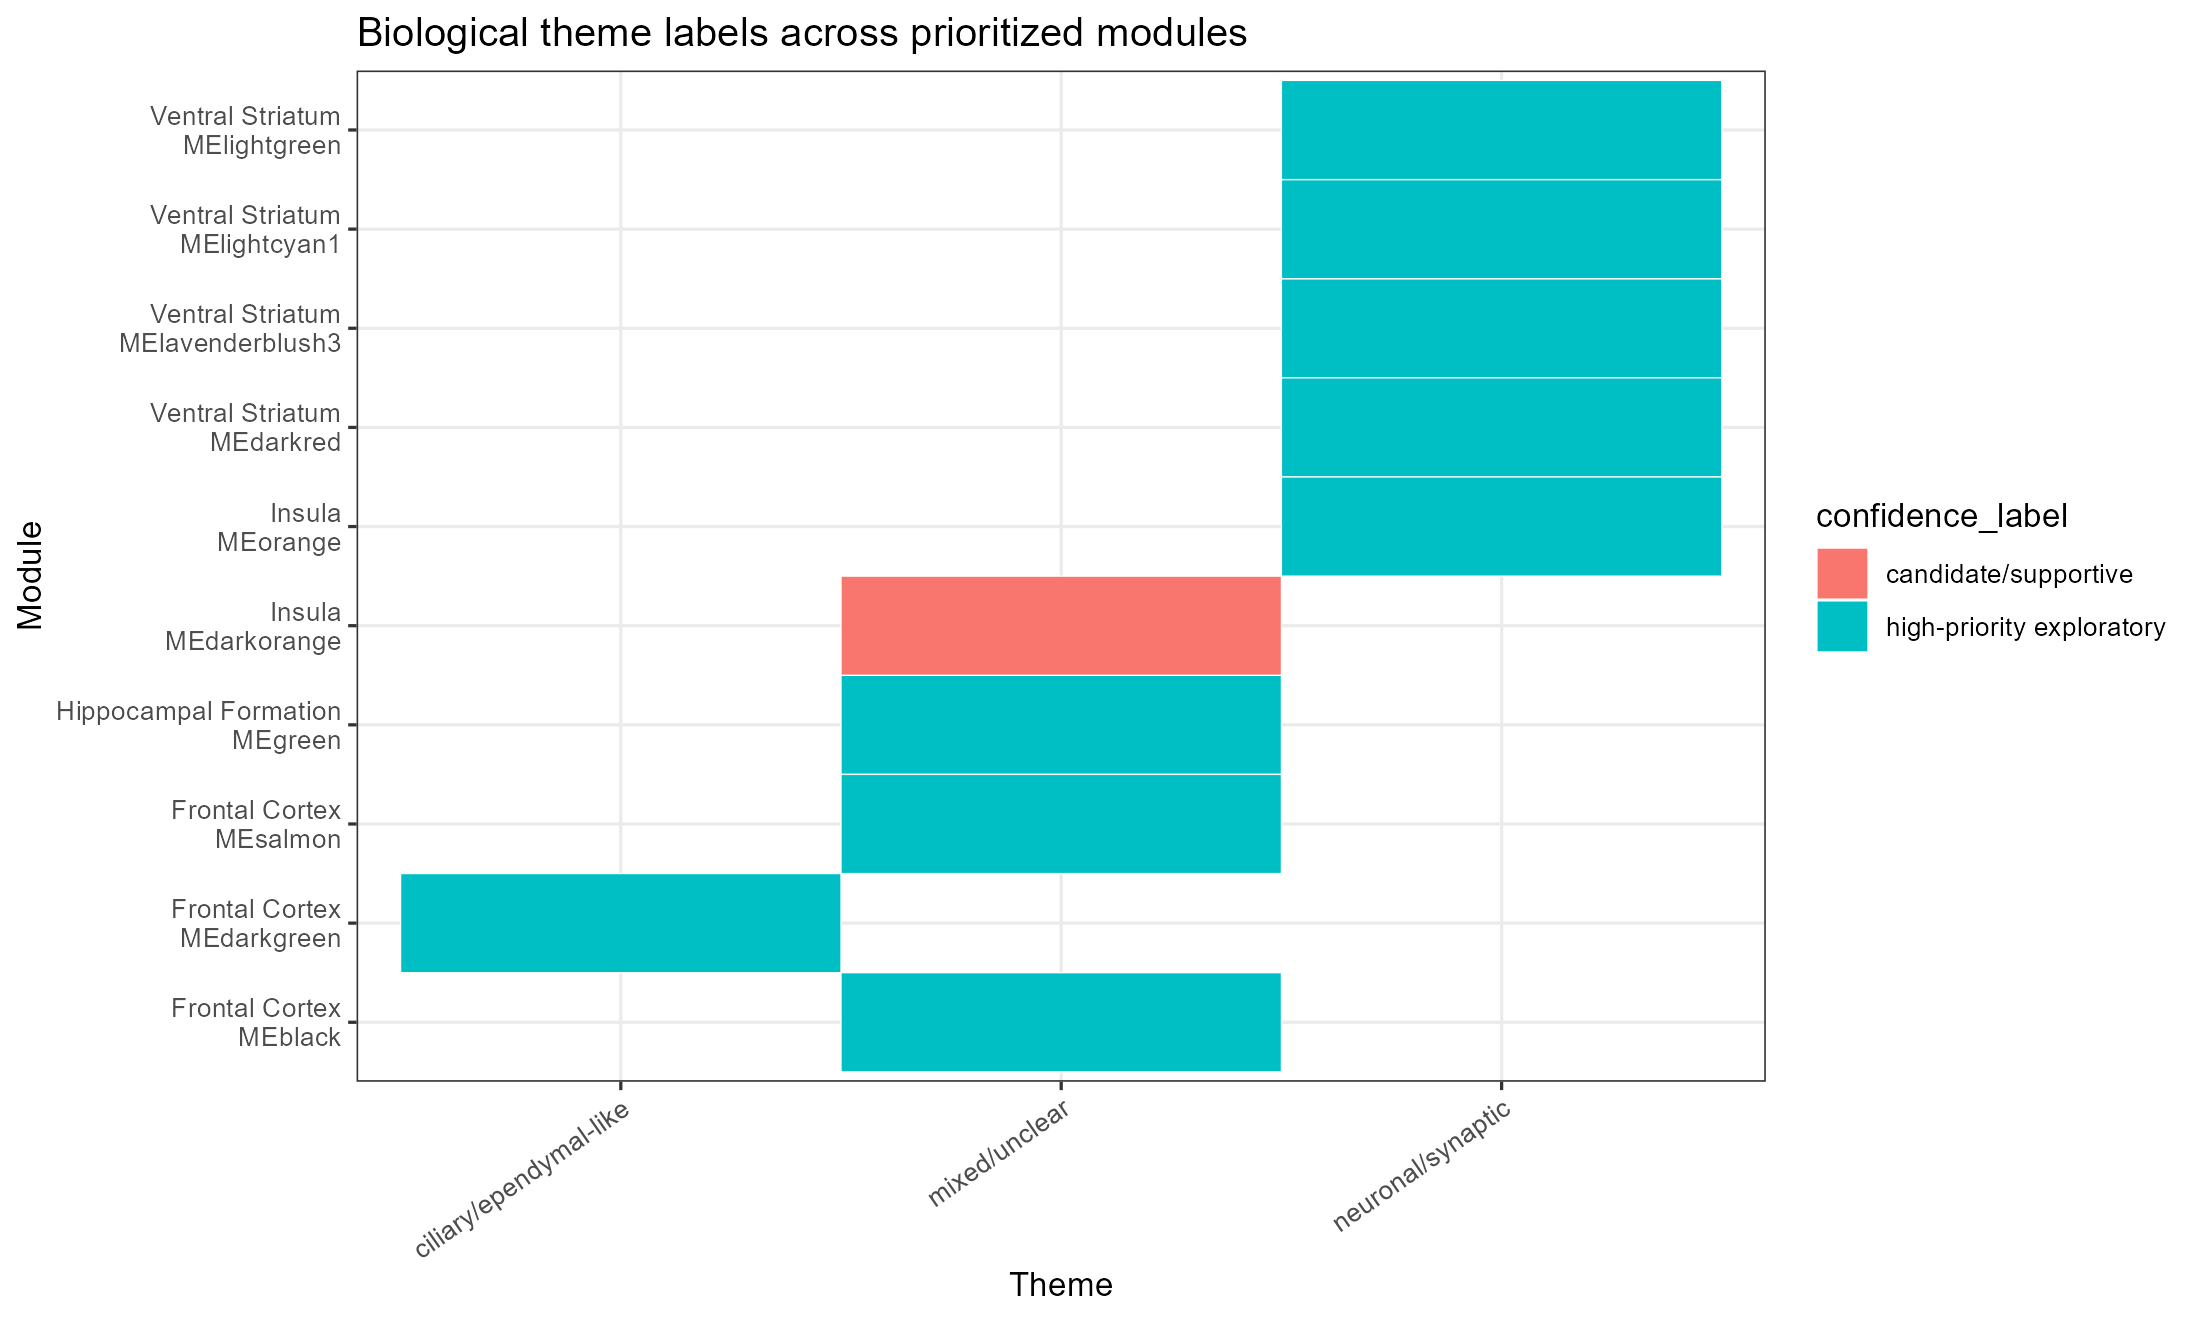 Biological theme labels across prioritized modules
Module
Ventral Striatum
MElightgreen
Ventral Striatum
MElightcyan1
Ventral Striatum
MElavenderblush3
Ventral Striatum
MEdarkred
Insula
MEorange
Insula
MEdarkorange
Hippocampal Formation
MEgreen
Frontal Cortex
MEsalmon
Frontal Cortex
MEdarkgreen
Frontal Cortex
MEblack
ciliary/ependymal-like
mixed/unclear
neuronal/synaptic
Theme
confidence_label
candidate/supportive
high-priority exploratory